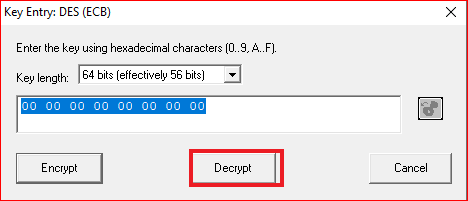 Key Entry: DES (ECB)
Enter the key using hexadecimal characters (0..9, A..F).
Key length: 64 bits (effectively 56 bits)
00 00 00 00 00 00 00 00
Encrypt Decrypt Cancel